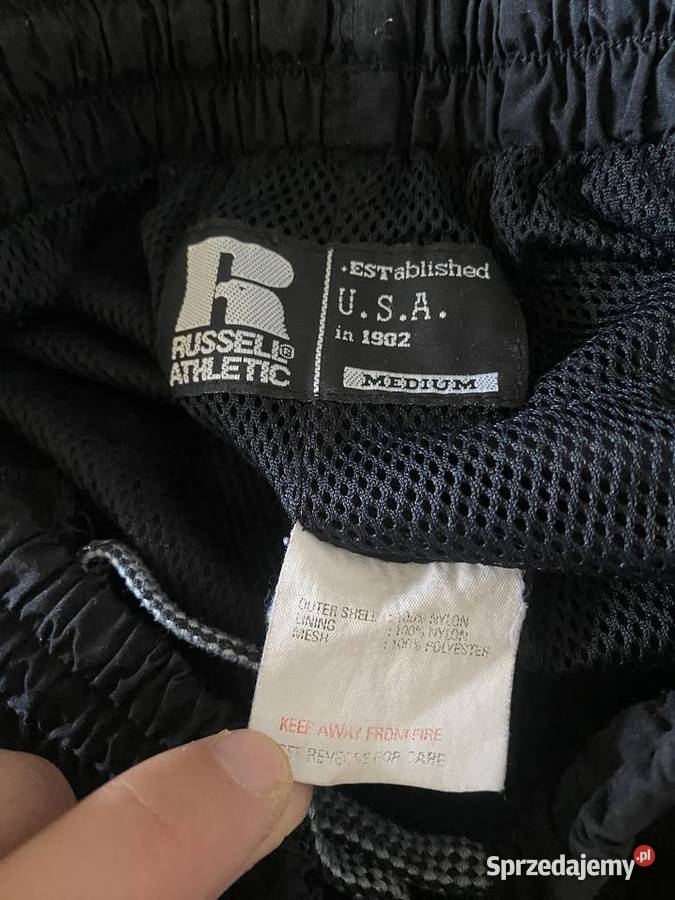 R
RUSSELL®
ATHLETIC
.ESTablished
U.S.A.
in 1902
MEDIUM
OUTER SHELL : 100% NYLON
LINING : 100% NYLON
MESH : 100% POLYESTER
KEEP AWAY FROM FIRE
SEE REVERSE FOR CARE
Sprzedajemy.pl